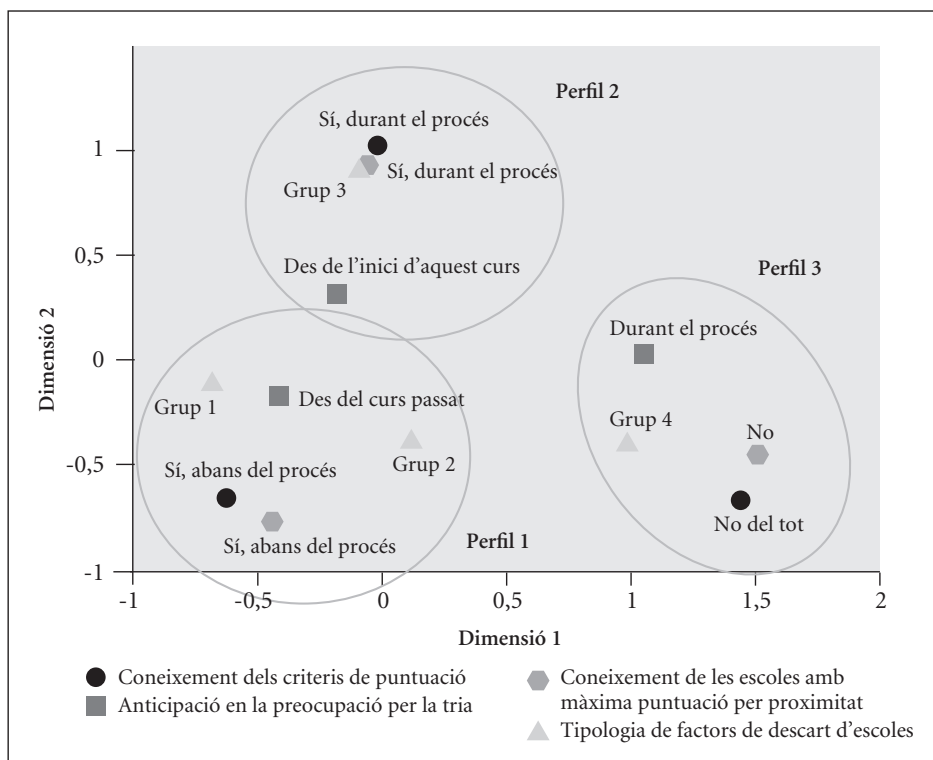 Perfil 2
Sí, durant el procés
1
Sí, durant el procés
Grup 3
0,5
Des de l'inici d'aquest curs
Perfil 3
Durant el procés
0
Dimensió 2
Des del curs passat
Grup 1
Grup 4
No
Grup 2
-0,5
Sí, abans del procés
No del tot
Sí, abans del procés
Perfil 1
-1
-1
-0,5
0
0,5
1
1,5
2
Dimensió 1
Coneixement dels criteris de puntuació
Anticipació en la preocupació per la tria
Coneixement de les escoles amb
màxima puntuació per proximitat
Tipologia de factors de descart d'escoles